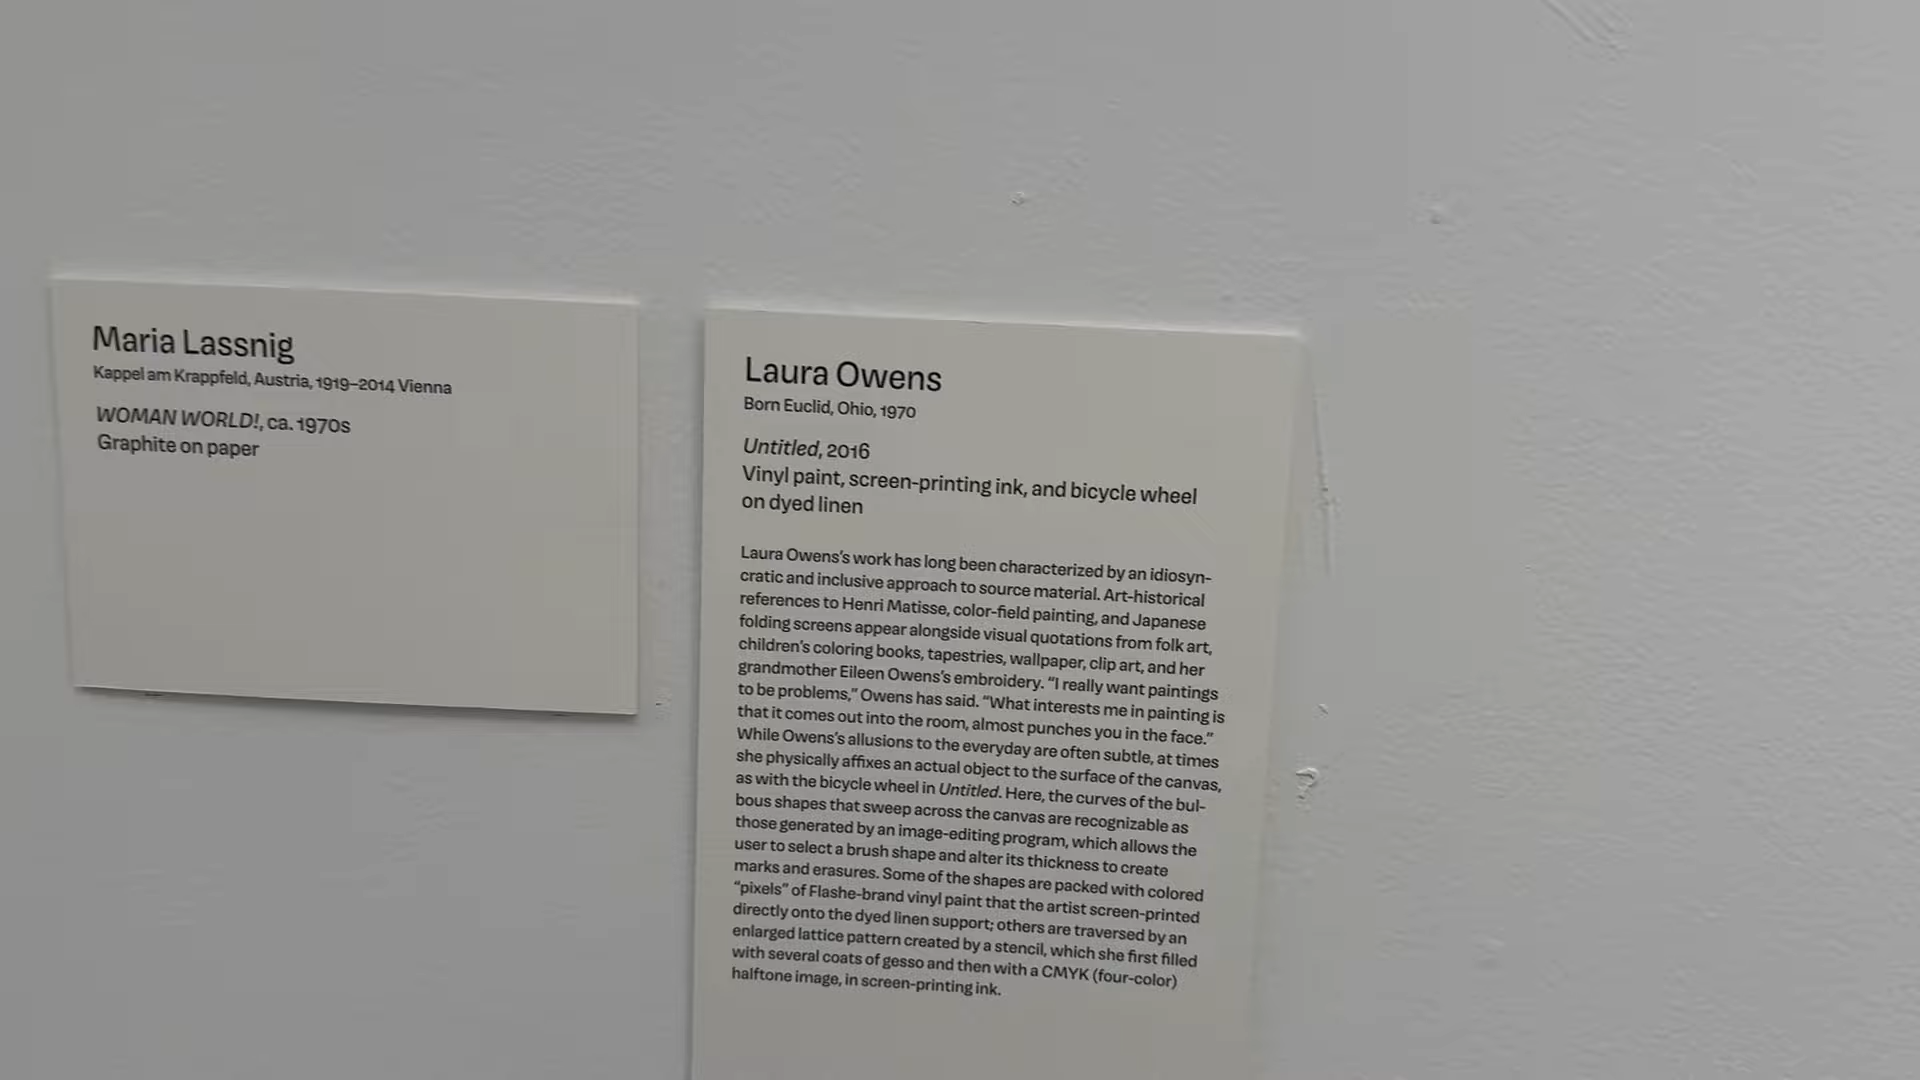 Maria Lassnig
Kappel am Krappfeld, Austria, 1919–2014 Vienna
WOMAN WORLD!, ca. 1970s
Graphite on paper
Laura Owens
Born Euclid, Ohio, 1970
Untitled, 2016
Vinyl paint, screen-printing ink, and bicycle wheel
on dyed linen
Laura Owens’s work has long been characterized by an idiosyn-
cratic and inclusive approach to source material. Art-historical
references to Henri Matisse, color-field painting, and Japanese
folding screens appear alongside visual quotations from folk art,
children’s coloring books, tapestries, wallpaper, clip art, and her
grandmother Eileen Owens’s embroidery. “I really want paintings
to be problems,” Owens has said. “What interests me in painting is
that it comes out into the room, almost punches you in the face.”
While Owens’s allusions to the everyday are often subtle, at times
she physically affixes an actual object to the surface of the canvas,
as with the bicycle wheel in Untitled. Here, the curves of the bul-
bous shapes that sweep across the canvas are recognizable as
those generated by an image-editing program, which allows the
user to select a brush shape and alter its thickness to create
marks and erasures. Some of the shapes are packed with colored
“pixels” of Flashe-brand vinyl paint that the artist screen-printed
directly onto the dyed linen support; others are traversed by an
enlarged lattice pattern created by a stencil, which she first filled
with several coats of gesso and then with a CMYK (four-color)
halftone image, in screen-printing ink.